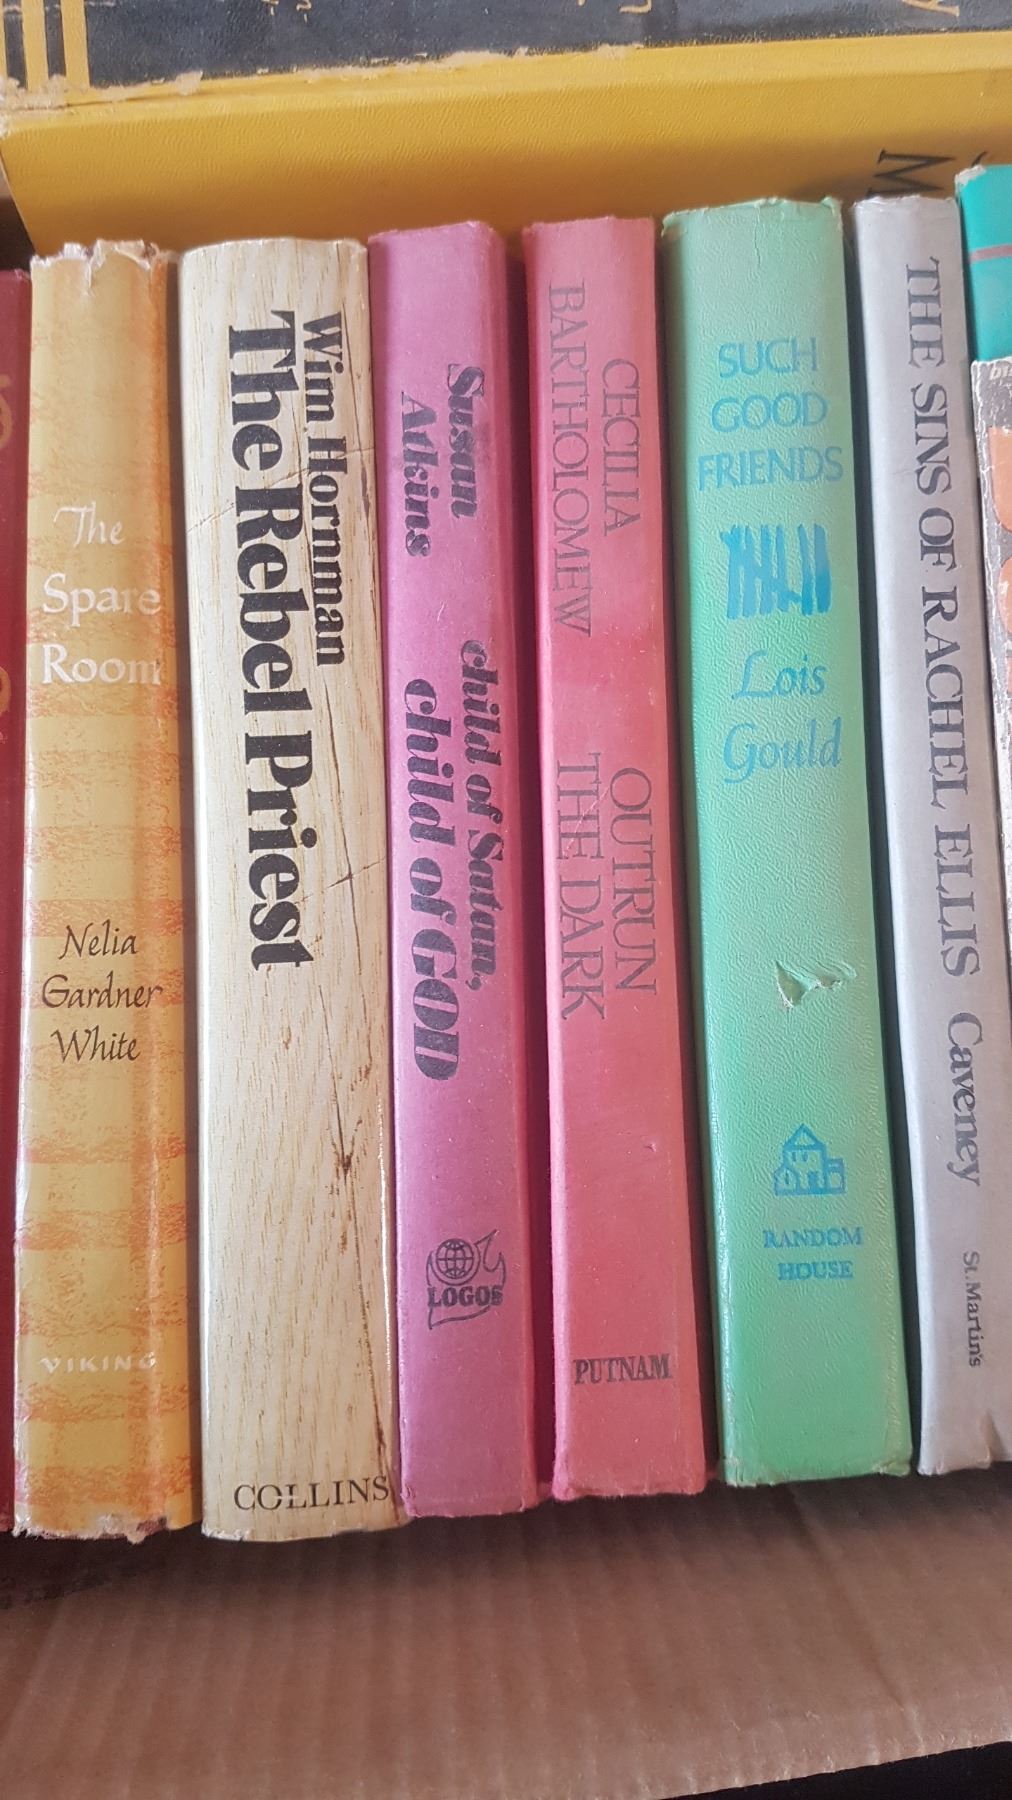 M
The
Spare
Room
Nelia
Gardner
White
VIKING
Wim Hornman
The Rebel Priest
COLLINS
Susan
Atkins
child of Satan,
child of GOD
LOGOS
CECILIA
BARTHOLOMEW
OUTRUN
THE DARK
PUTNAM
SUCH
GOOD
FRIENDS
Lois
Gould
RANDOM
HOUSE
THE SINS OF RACHEL ELLIS Caveney St. Martin's